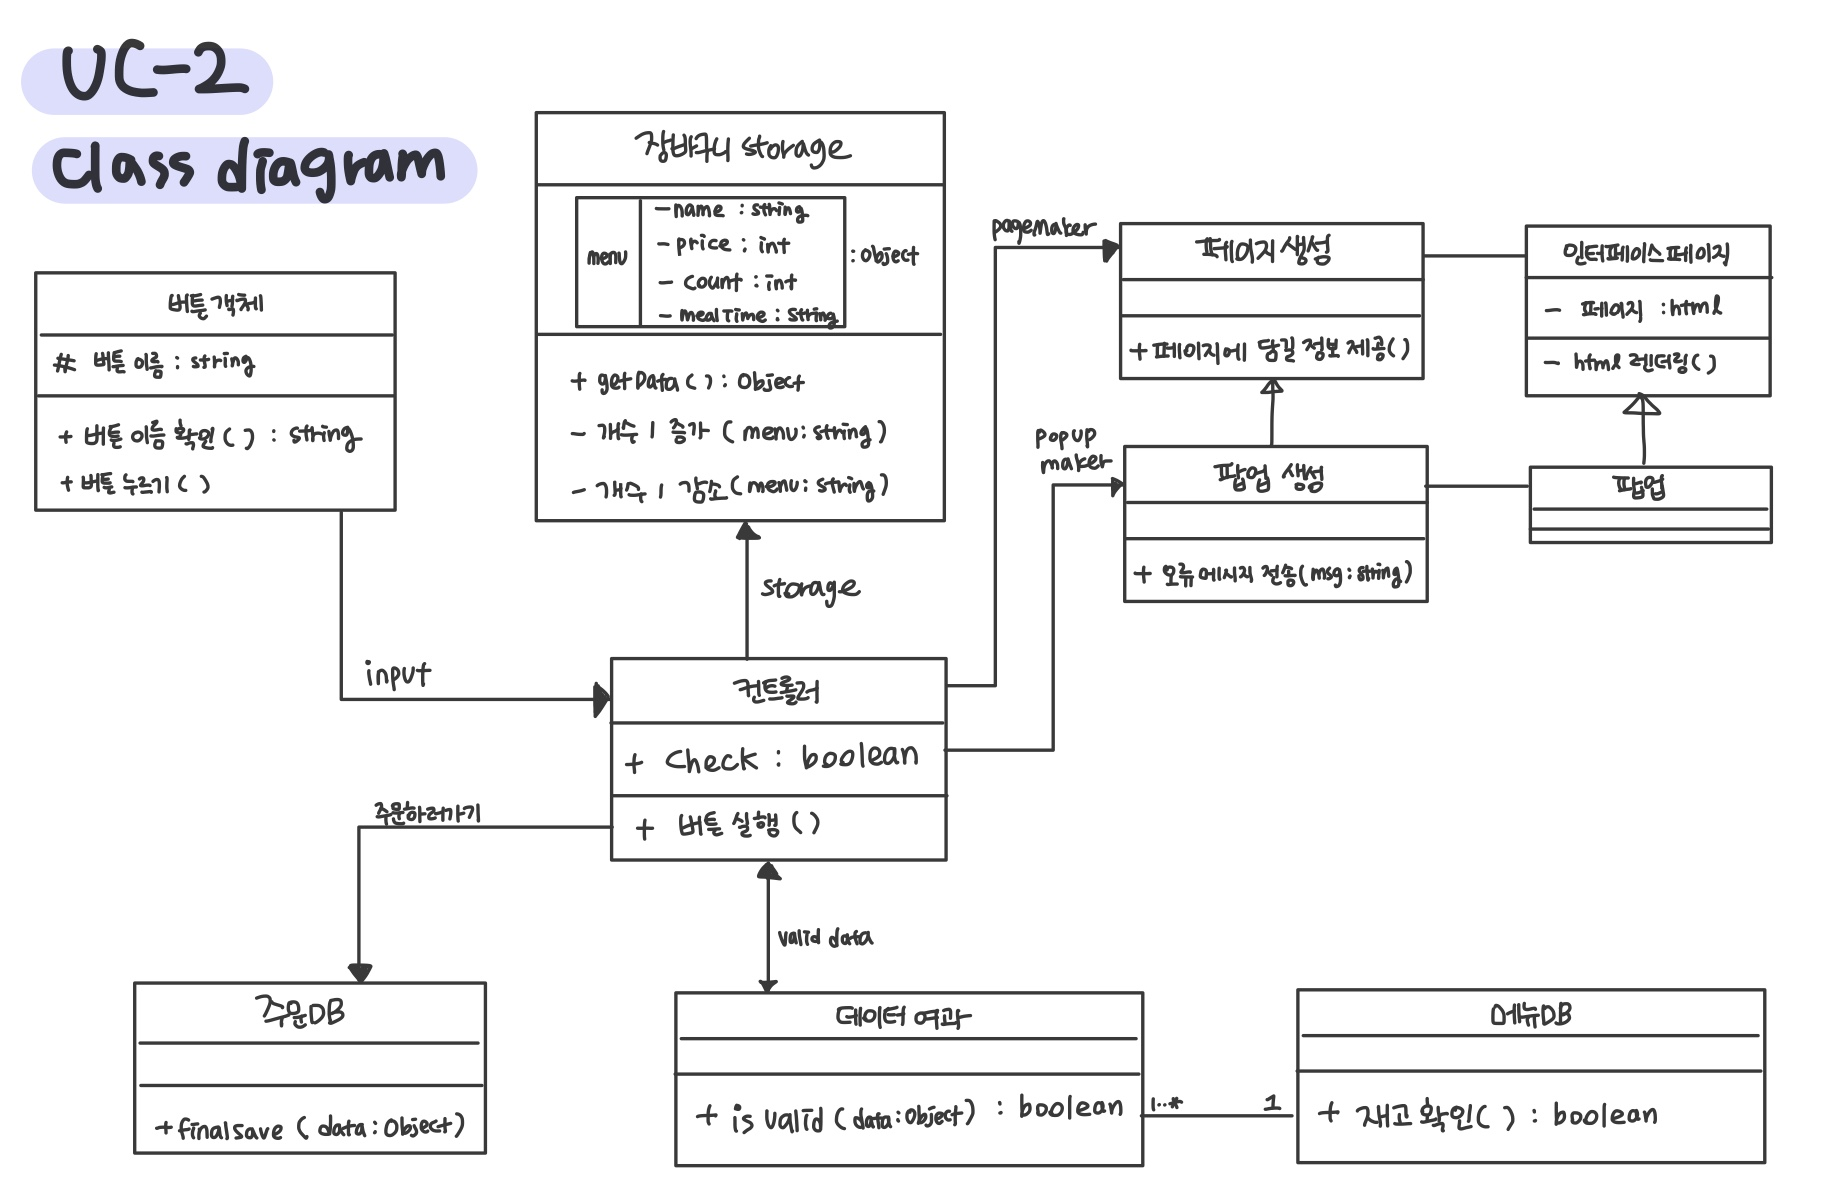 UC-2
Class diagram
버튼객체
# 버튼 이름 : string
+ 버튼 이름 확인( ) : string
+ 버튼 누르기( )
장바구니 storage
menu
- name : string
- price : int
- count : int
- meal Time : String
: object
+ getData( ) : Object
- 개수 1 증가 ( menu : string )
- 개수 1 감소 ( menu : string )
pagemaker
페이지 생성
+ 페이지에 담길 정보 제공( )
인터페이스페이지
- 페이지 : html
- html 렌더링( )
popup
maker
팝업 생성
+ 오류 메시지 전송( msg : string )
팝업
storage
input
컨트롤러
+ Check : boolean
+ 버튼 실행 ( )
주문하러가기
valid data
주문DB
+ finalsave ( data : Object )
데이터 여과
+ is valid ( data : Object ) : boolean
1...*
1
메뉴DB
+ 재고 확인( ) : boolean